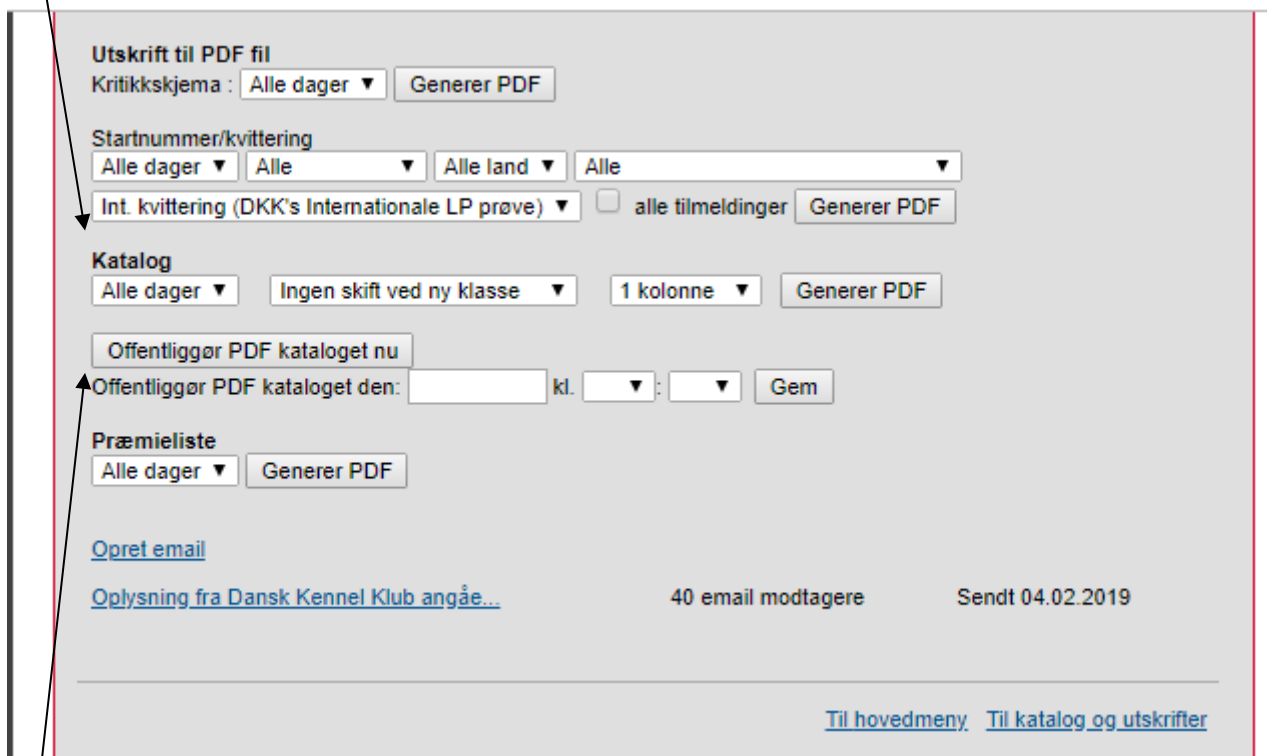 Utskrift til PDF fil
Kritikkskjema : Alle dager Generer PDF
Startnummer/kvittering
Alle dager Alle Alle land Alle
Int. kvittering (DKK's Internationale LP prøve) alle tilmeldinger Generer PDF
Katalog
Alle dager Ingen skift ved ny klasse 1 kolonne Generer PDF
Offentliggør PDF kataloget nu
Offentliggør PDF kataloget den: kl. : Gem
Præmieliste
Alle dager Generer PDF
Opret email
Oplysning fra Dansk Kennel Klub angåe... 40 email modtagere Sendt 04.02.2019
Til hovedmeny Til katalog og utskrifter